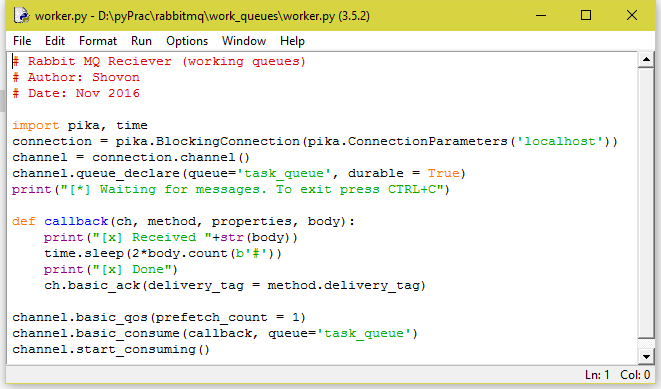 worker.py - D:\pyPrac\rabbitmq\work_queues\worker.py (3.5.2)
File Edit Format Run Options Window Help
# Rabbit MQ Reciever (working queues)
# Author: Shovon
# Date: Nov 2016
import pika, time
connection = pika.BlockingConnection(pika.ConnectionParameters('localhost'))
channel = connection.channel()
channel.queue_declare(queue='task_queue', durable = True)
print("[*] Waiting for messages. To exit press CTRL+C")
def callback(ch, method, properties, body):
    print("[x] Received "+str(body))
    time.sleep(2*body.count(b'#'))
    print("[x] Done")
    ch.basic_ack(delivery_tag = method.delivery_tag)
channel.basic_qos(prefetch_count = 1)
channel.basic_consume(callback, queue='task_queue')
channel.start_consuming()
Ln: 1 Col: 0